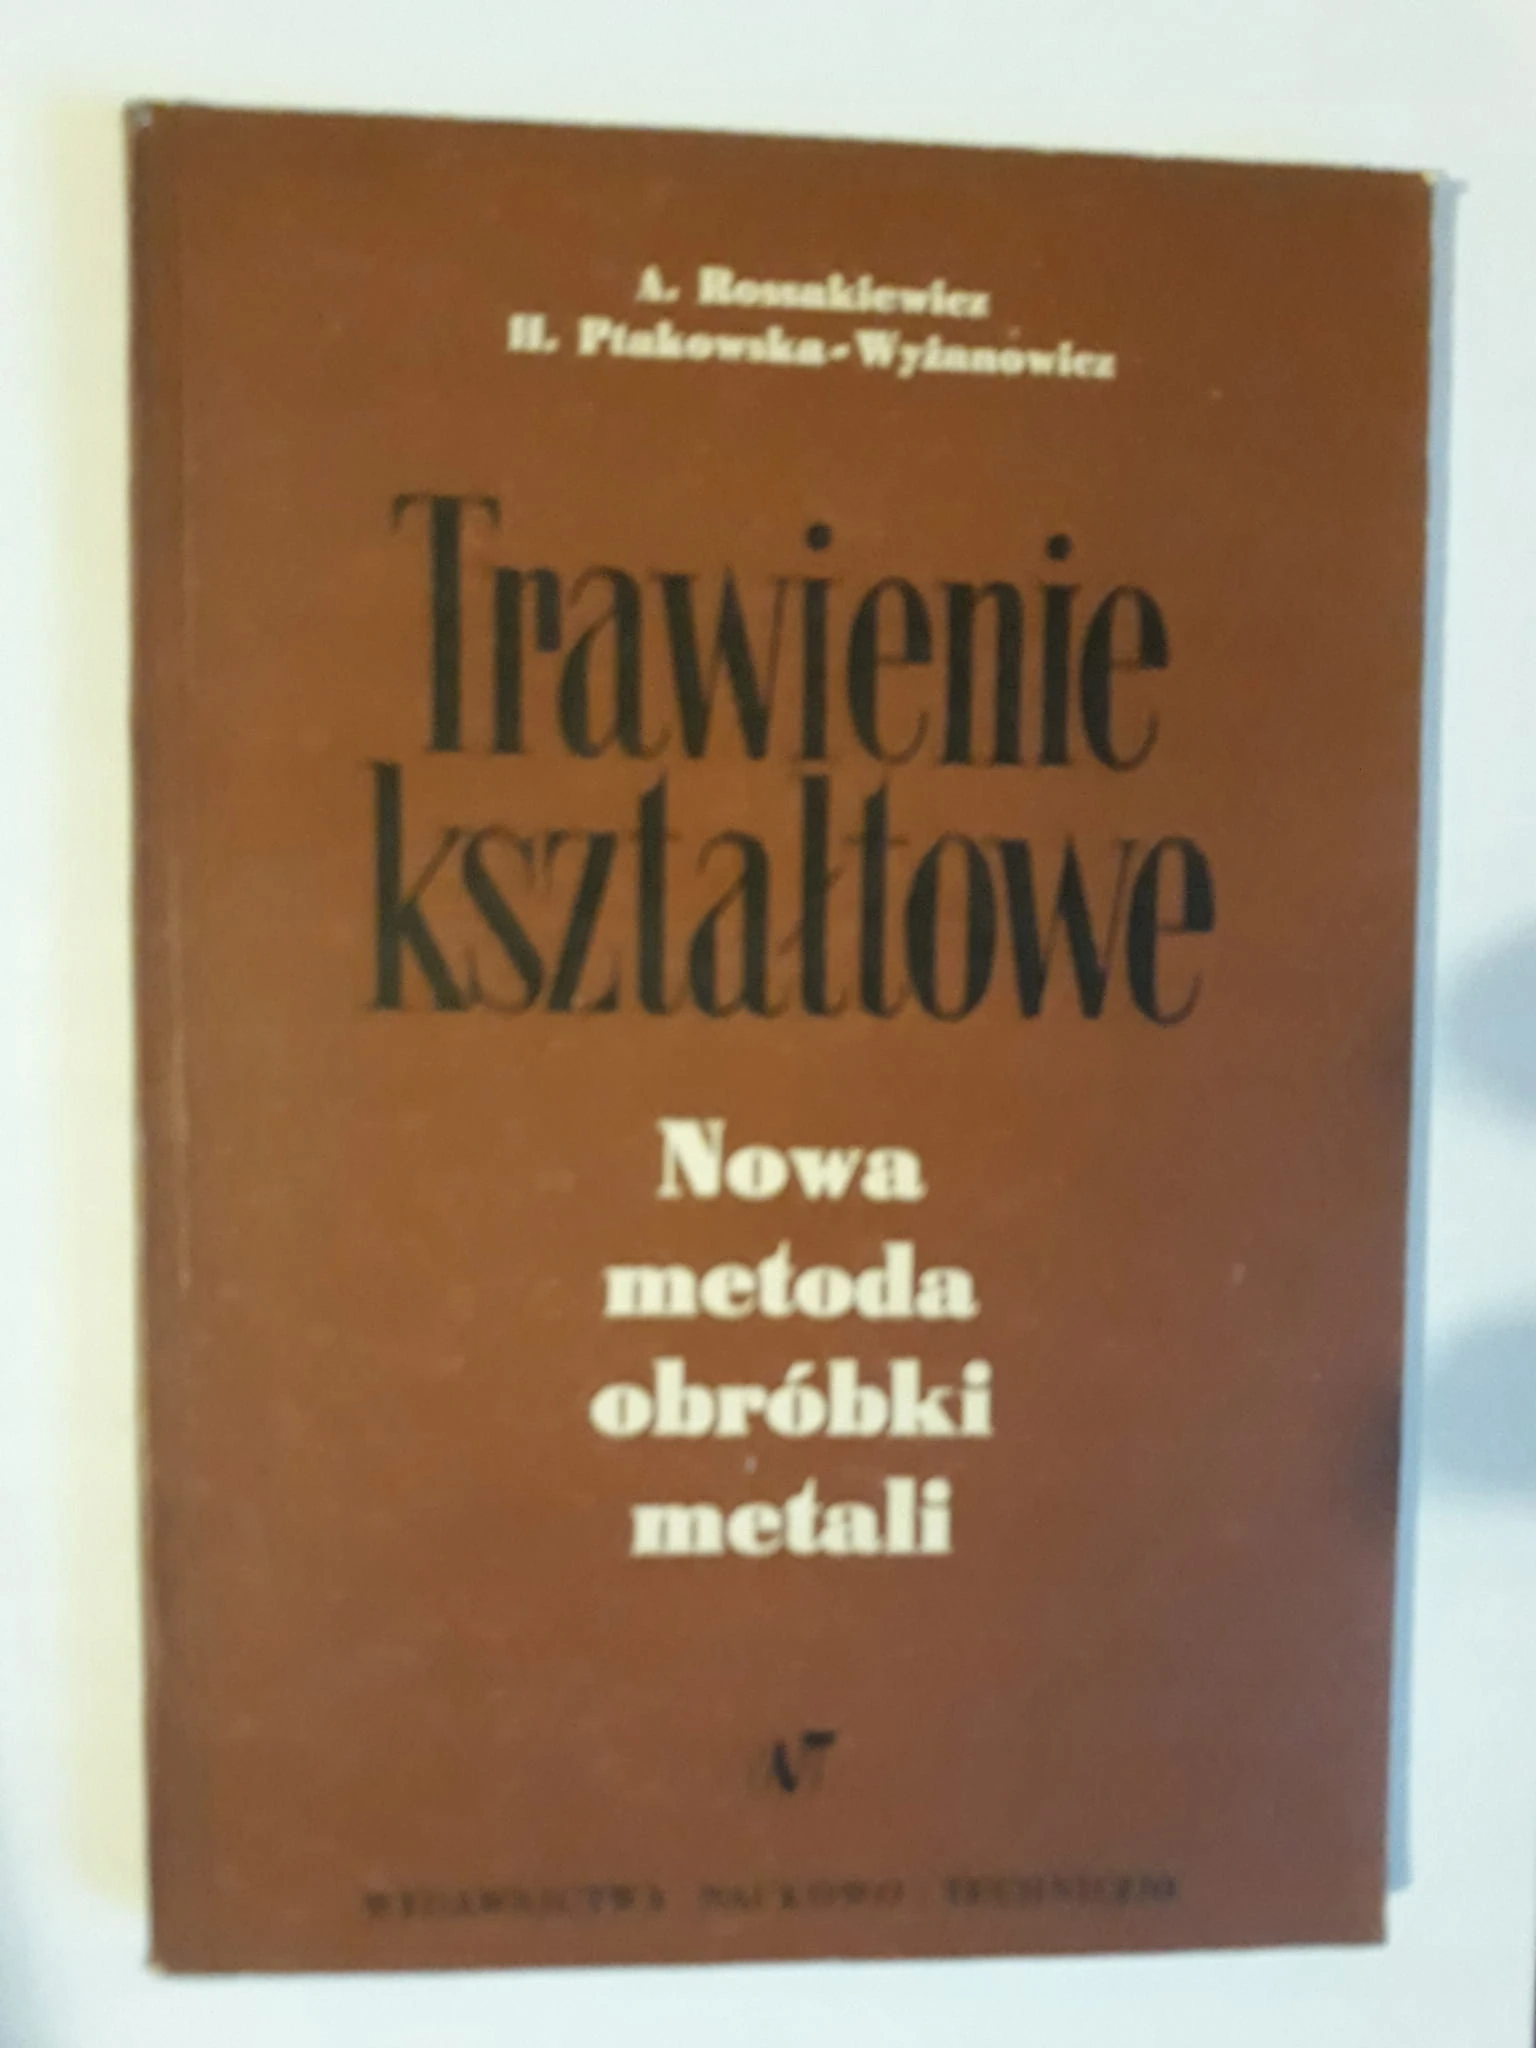 A. Rossakiewicz
H. Ptakowska-Wyżanowicz
Trawienie
kształtowe
Nowa
metoda
obróbki
metali
WYDAWNICTWA NAUKOWO TECHNICZNE